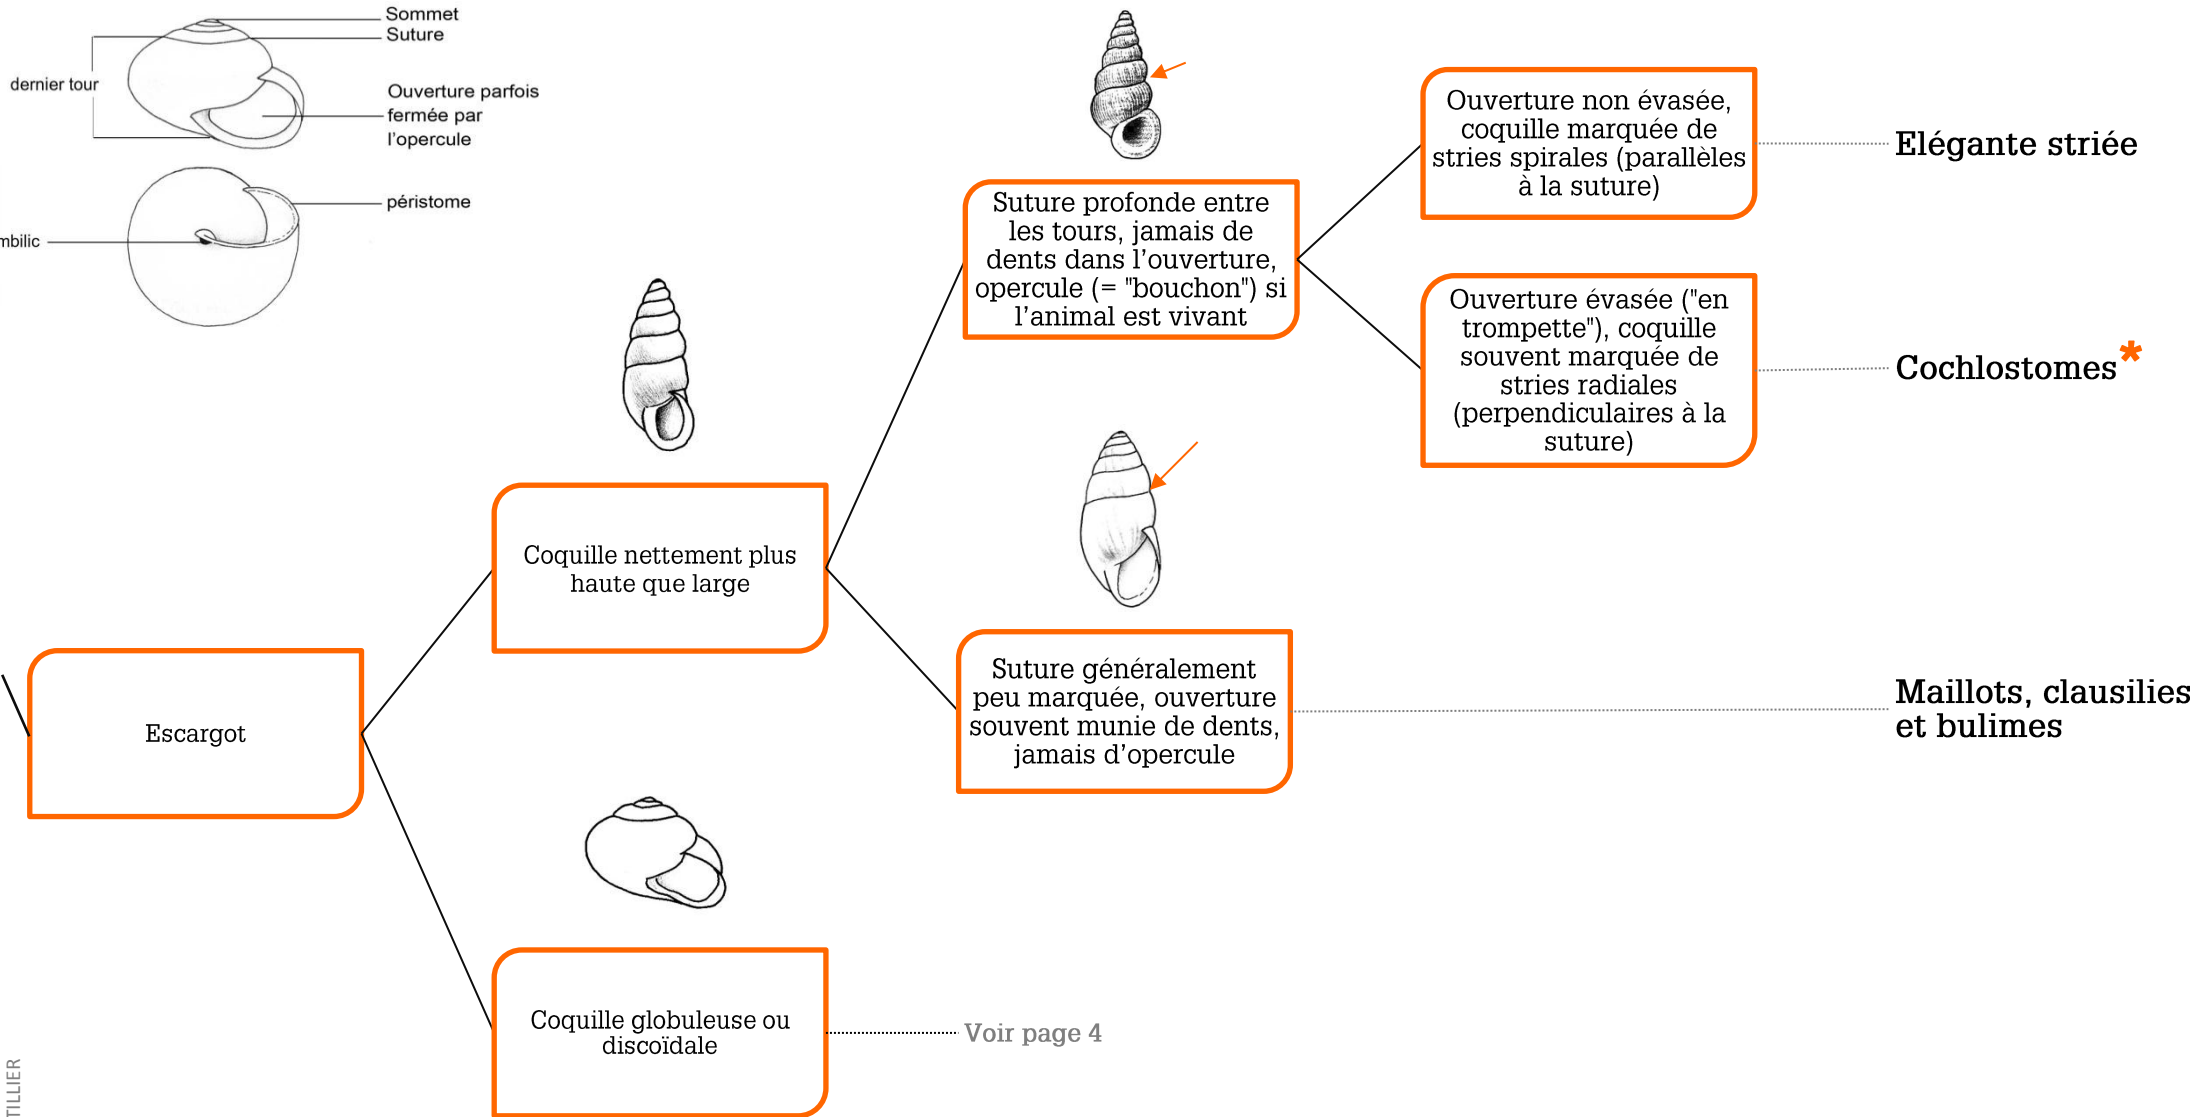 Sommet
Suture
dernier tour
Ouverture parfois
fermée par
l'opercule
péristome
mbilic
Ouverture non évasée,
coquille marquée de
stries spirales (parallèles
à la suture)
Elégante striée
Suture profonde entre
les tours, jamais de
dents dans l'ouverture,
opercule (= "bouchon") si
l'animal est vivant
Ouverture évasée ("en
trompette"), coquille
souvent marquée de
stries radiales
(perpendiculaires à la
suture)
Cochlostomes*
Coquille nettement plus
haute que large
Suture généralement
peu marquée, ouverture
souvent munie de dents,
jamais d'opercule
Maillots, clausilies
et bulimes
Escargot
Coquille globuleuse ou
discoïdale
Voir page 4
TILLIER